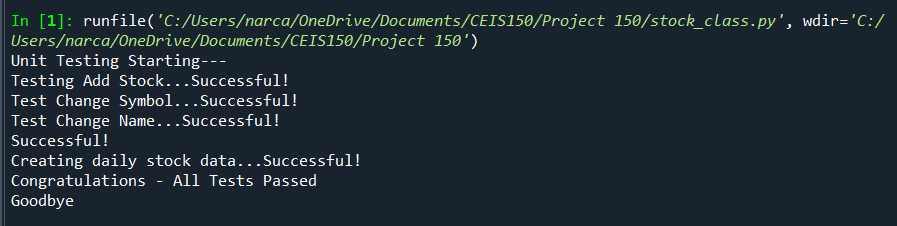 In [1]: runfile('C:/Users/narca/OneDrive/Documents/CEIS150/Project 150/stock_class.py', wdir='C:/
Users/narca/OneDrive/Documents/CEIS150/Project 150')
Unit Testing Starting---
Testing Add Stock...Successful!
Test Change Symbol...Successful!
Test Change Name...Successful!
Successful!
Creating daily stock data...Successful!
Congratulations - All Tests Passed
Goodbye